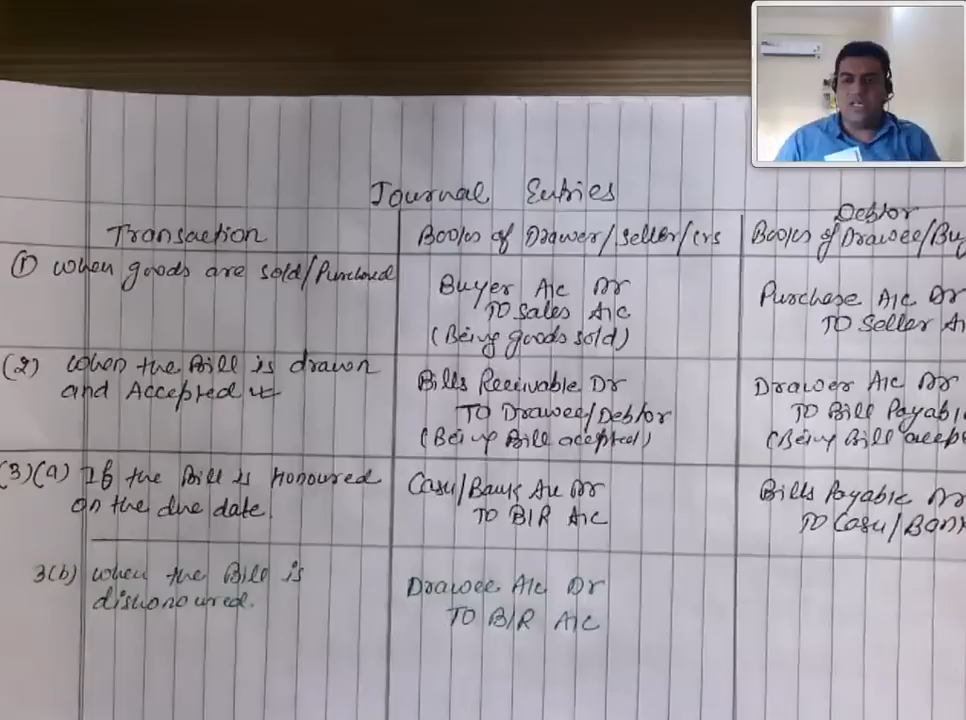 Journal Entries
Transaction
Books of Drawer/Seller/Crs
Debtor
Books of Drawee/Bu
(1) When goods are sold/Purchased
Buyer A/c Dr
TO Sales A/C
(Being goods sold)
Purchase A/c Dr
TO Seller A/
(2) When the Bill is drawn
and Accepted
Bills Receivable Dr
TO Drawee/Debtor
(Being Bill accepted)
Drawer A/c Dr
TO Bill Payabl
(Being Bill accep
(3)(a) If the Bill is Honoured
on the due date.
Cash/Bank A/c Dr
TO B/R A/C
Bills Payable Dr
TO Cash/Bank
3(b) When the Bill is
dishonoured.
Drawee A/c Dr
TO B/R A/C